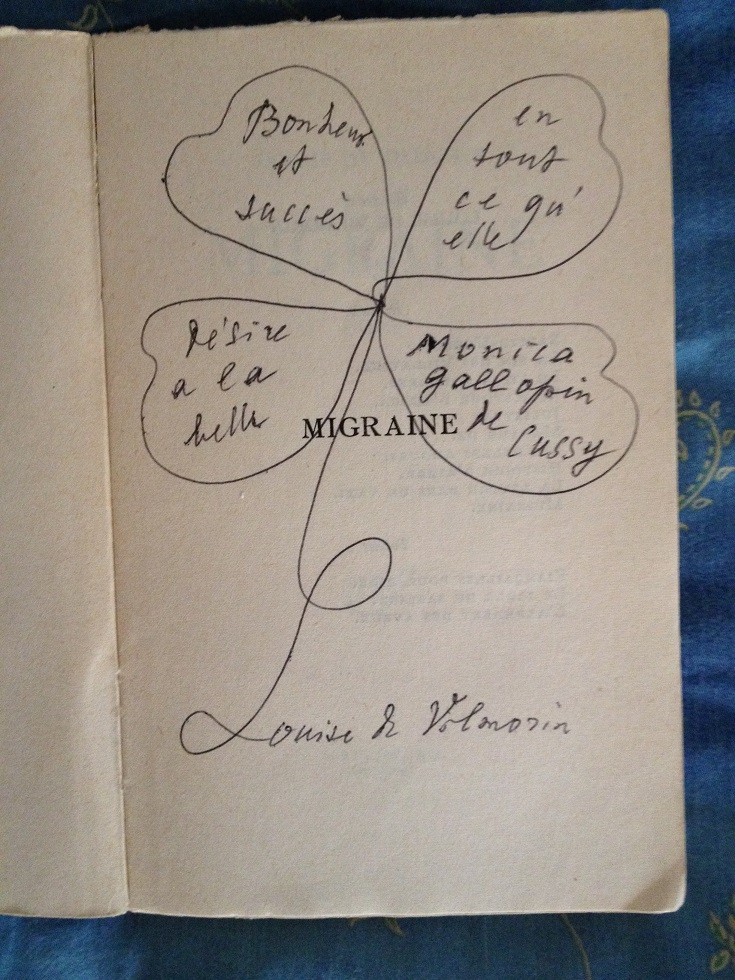 Bonheur
et
succès
en
tout
ce qu'
elle
désire
a la
belle
Monica
gallopin
de
Cussy
MIGRAINE
Louise de Vilmorin